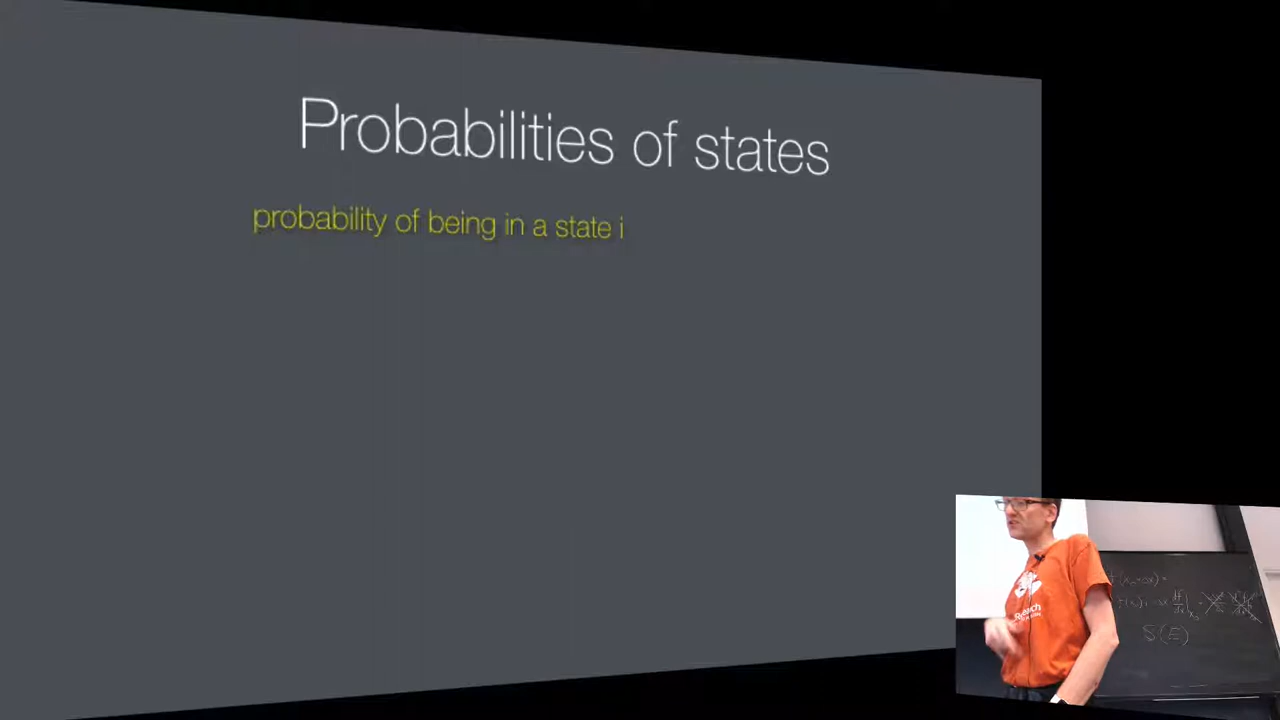 Probabilities of states
probability of being in a state i
S(E)